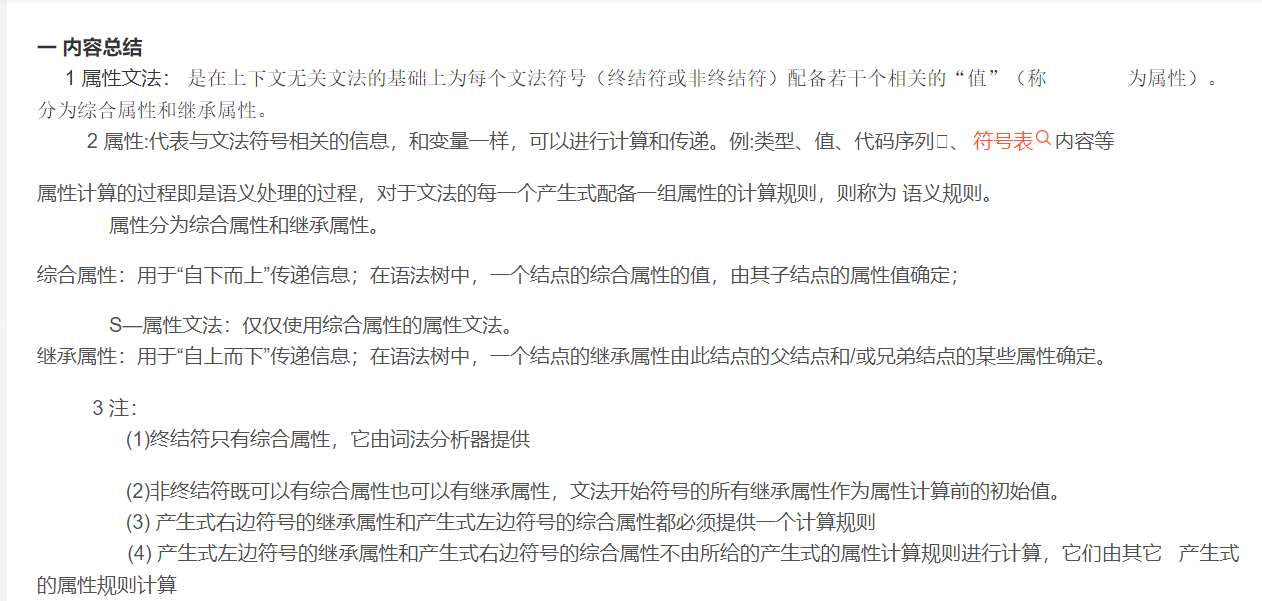 一 内容总结
1 属性文法： 是在上下文无关文法的基础上为每个文法符号（终结符或非终结符）配备若干个相关的“值”（称 为属性）。
分为综合属性和继承属性。
2 属性:代表与文法符号相关的信息，和变量一样，可以进行计算和传递。例:类型、值、代码序列▯、 符号表 内容等
属性计算的过程即是语义处理的过程，对于文法的每一个产生式配备一组属性的计算规则，则称为 语义规则。
属性分为综合属性和继承属性。
综合属性：用于“自下而上”传递信息；在语法树中，一个结点的综合属性的值，由其子结点的属性值确定；
S—属性文法：仅仅使用综合属性的属性文法。
继承属性：用于“自上而下”传递信息；在语法树中，一个结点的继承属性由此结点的父结点和/或兄弟结点的某些属性确定。
3 注：
(1)终结符只有综合属性，它由词法分析器提供
(2)非终结符既可以有综合属性也可以有继承属性，文法开始符号的所有继承属性作为属性计算前的初始值。
(3) 产生式右边符号的继承属性和产生式左边符号的综合属性都必须提供一个计算规则
(4) 产生式左边符号的继承属性和产生式右边符号的综合属性不由所给的产生式的属性计算规则进行计算，它们由其它 产生式
的属性规则计算